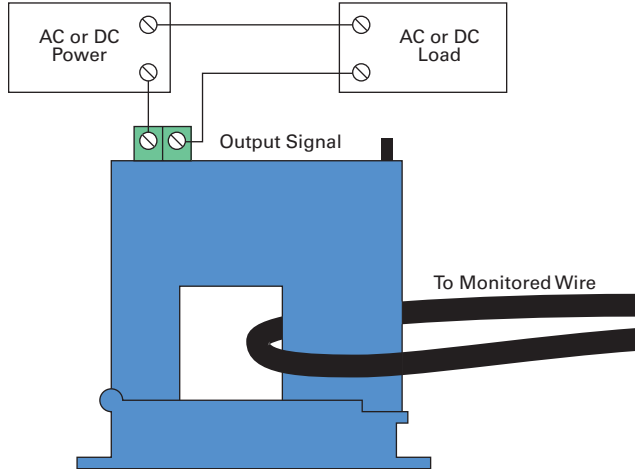 AC or DC
Power
AC or DC
Load
Output Signal
To Monitored Wire